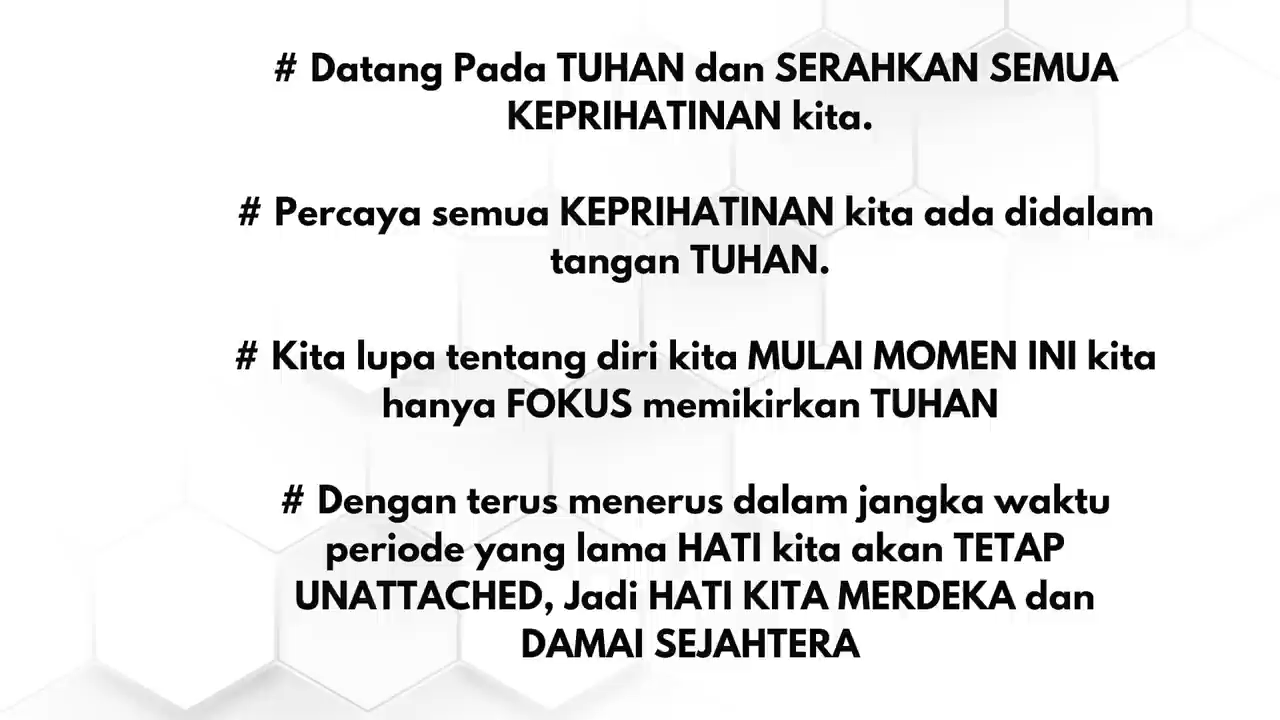 # Datang Pada TUHAN dan SERAHKAN SEMUA
KEPRIHATINAN kita.
# Percaya semua KEPRIHATINAN kita ada didalam
tangan TUHAN.
# Kita lupa tentang diri kita MULAI MOMEN INI kita
hanya FOKUS memikirkan TUHAN
# Dengan terus menerus dalam jangka waktu
periode yang lama HATI kita akan TETAP
UNATTACHED, Jadi HATI KITA MERDEKA dan
DAMAI SEJAHTERA